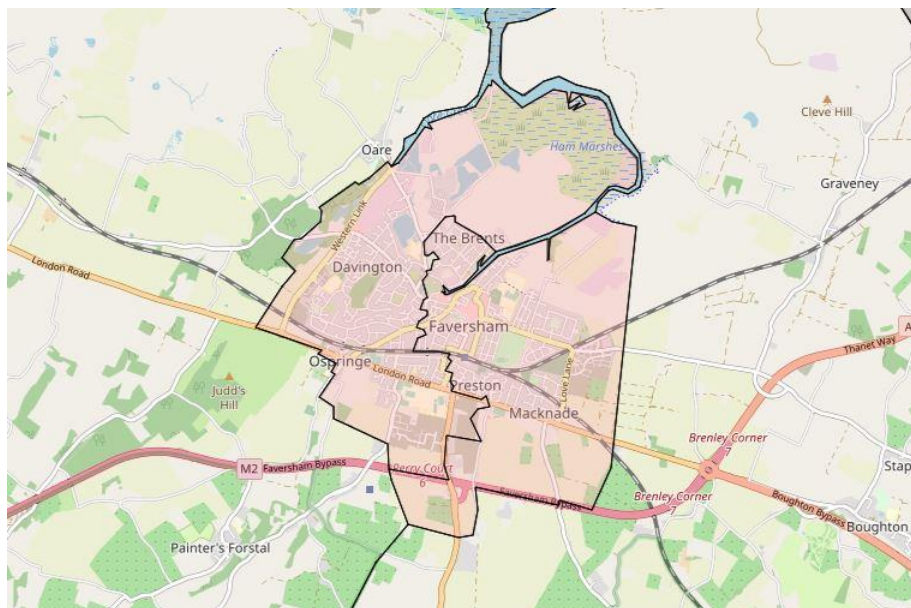 Cleve Hill
Ham Marshes
Oare
Graveney
Western Link
The Brents
Davington
London Road
Faversham
Thanet Way
A
Ospringe
London Road
Preston
Love Lane
Judd's
Hill
Macknade
Brenley Corner
7
M2
Faversham Bypass
Perry Court
6
Stap
Faversham Bypass
Brenley Corner
7
Boughton Bypass
Boughton
Painter's Forstal